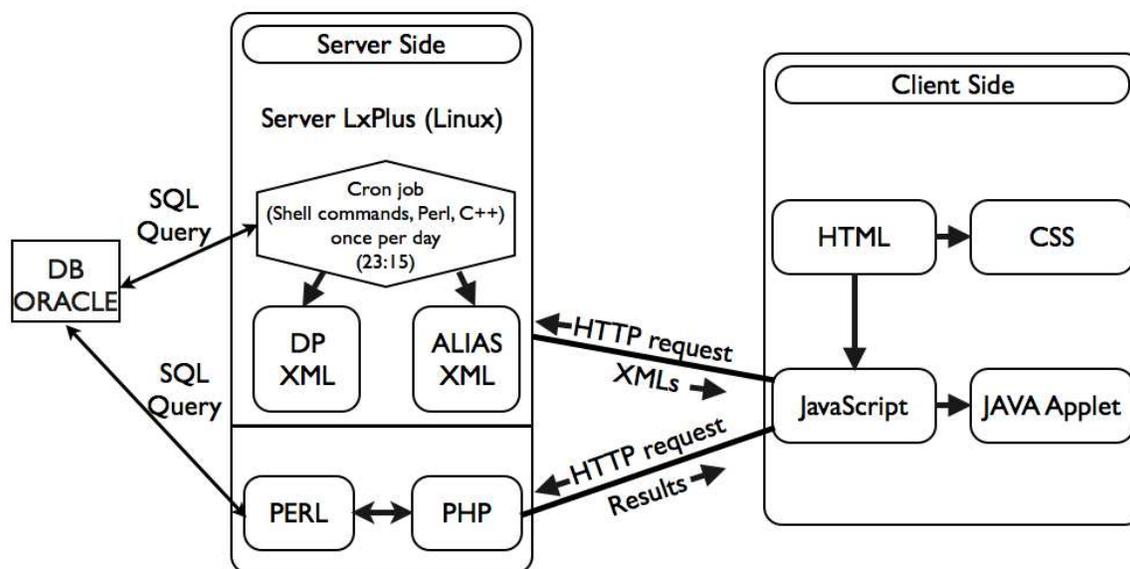 Server Side
Server LxPlus (Linux)
Cron job
(Shell commands, Perl, C++)
once per day
(23:15)
DP
XML
ALIAS
XML
PERL
PHP
SQL
Query
DB
ORACLE
SQL
Query
HTTP request
XMLs
HTTP request
Results
Client Side
HTML
CSS
JavaScript
JAVA Applet